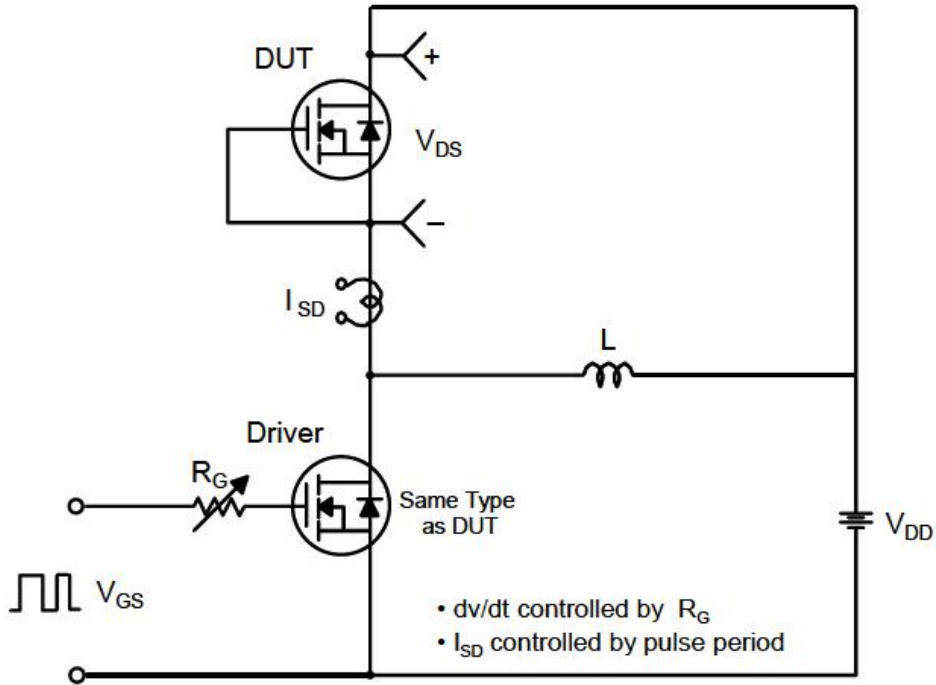 DUT
+
V_DS
−
I_SD
L
Driver
R_G
Same Type
as DUT
V_DD
V_GS
• dv/dt controlled by R_G
• I_SD controlled by pulse period